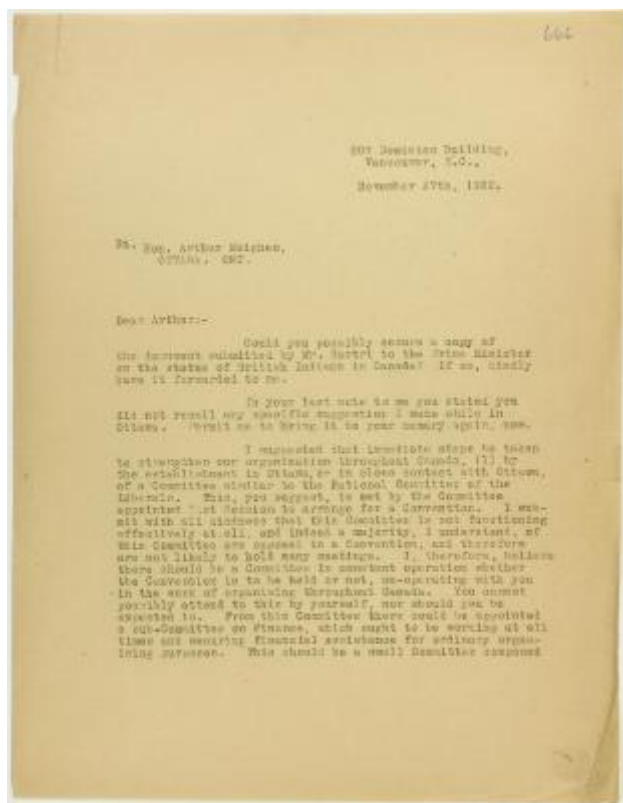 666
207 Dominion Building,
Vancouver, B.C.,
November 27th, 1922.
Rt. Hon. Arthur Meighen,
OTTAWA. ONT.
Dear Arthur:-
Could you possibly secure a copy of
the document submitted by Mr. Sastri to the Prime Minister
on the status of British Indians in Canada? If so, kindly
have it forwarded to me.
In your last note to me you stated you
did not recall any specific suggestion I made while in
Ottawa. Permit me to bring it to your memory again, now.
I suggested that immediate steps be taken
to strengthen our organization throughout Canada, (1) by
the establishment in Ottawa, or in close contact with Ottawa,
of a Committee similar to the National Committee of the
Liberals. This, you suggest, is met by the Committee
appointed last Session to arrange for a Convention. I sub-
mit with all kindness that this Committee is not functioning
effectively at all, and indeed a majority, I understand, of
this Committee are opposed to a Convention, and therefore
are not likely to hold many meetings. I, therefore, believe
there should be a Committee in constant operation whether
the Convention is to be held or not, co-operating with you
in the work of organizing throughout Canada. You cannot
possibly attend to this by yourself, nor should you be
expected to. From this Committee there could be appointed
a sub-Committee on Finance, which ought to be working at all
times and securing financial assistance for ordinary organ-
izing purposes. This should be a small Committee composed